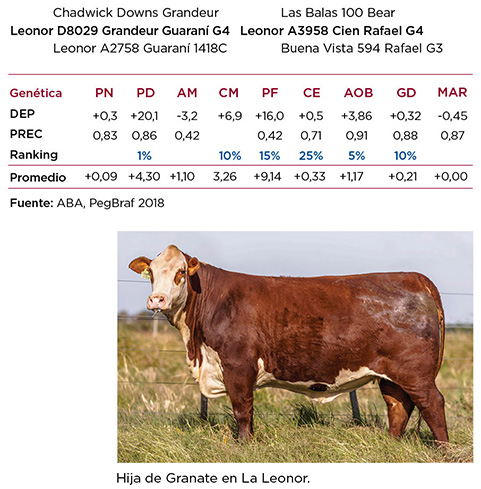 Chadwick Downs Grandeur Las Balas 100 Bear
Leonor D8029 Grandeur Guaraní G4 Leonor A3958 Cien Rafael G4
Leonor A2758 Guaraní 1418C Buena Vista 594 Rafael G3
Genética PN PD AM CM PF CE AOB GD MAR
DEP +0,3 +20,1 -3,2 +6,9 +16,0 +0,5 +3,86 +0,32 -0,45
PREC 0,83 0,86 0,42 0,42 0,71 0,91 0,88 0,87
Ranking 1% 10% 15% 25% 5% 10%
Promedio +0,09 +4,30 +1,10 3,26 +9,14 +0,33 +1,17 +0,21 +0,00
Fuente: ABA, PegBraf 2018
Hija de Granate en La Leonor.